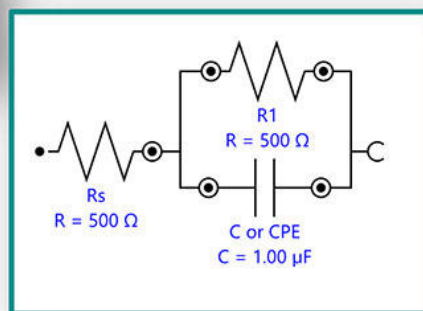 R1
R = 500 Ω
Rs
R = 500 Ω
C or CPE
C = 1.00 µF